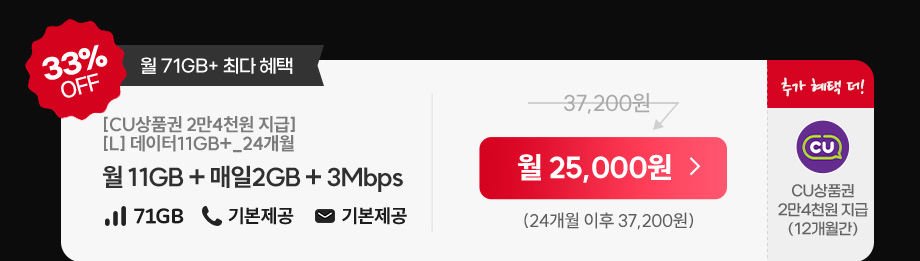 33%
OFF
월 71GB+ 최다 혜택
[CU상품권 2만4천원 지급]
[L] 데이터11GB+_24개월
월 11GB + 매일2GB + 3Mbps
71GB 기본제공 기본제공
37,200원
월 25,000원
(24개월 이후 37,200원)
추가 혜택 더!
CU
CU상품권
2만4천원 지급
(12개월간)